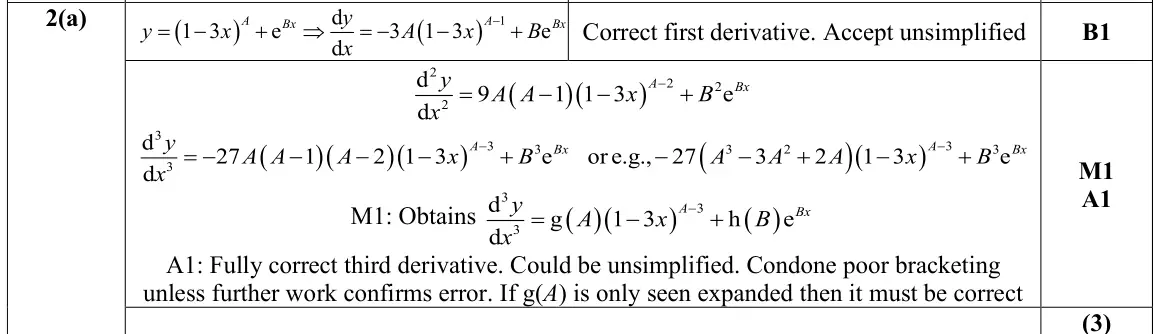 2(a)
y = (1−3x)^A + e^{Bx} ⇒ dy/dx = −3A(1−3x)^{A−1} + Be^{Bx} Correct first derivative. Accept unsimplified B1
d²y/dx² = 9A(A−1)(1−3x)^{A−2} + B²e^{Bx}
d³y/dx³ = −27A(A−1)(A−2)(1−3x)^{A−3} + B³e^{Bx} or e.g., −27(A³−3A²+2A)(1−3x)^{A−3} + B³e^{Bx}
M1: Obtains d³y/dx³ = g(A)(1−3x)^{A−3} + h(B)e^{Bx}
A1: Fully correct third derivative. Could be unsimplified. Condone poor bracketing
unless further work confirms error. If g(A) is only seen expanded then it must be correct
M1
A1
(3)